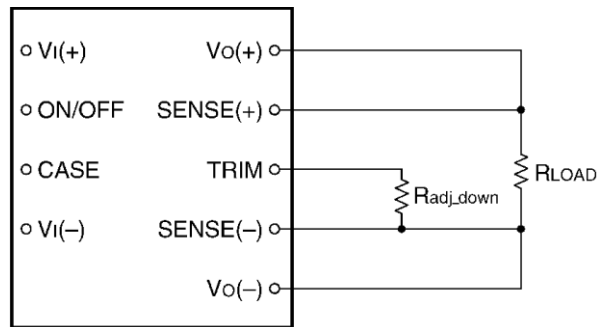 VI(+) VO(+)
ON/OFF SENSE(+)
CASE TRIM
RLOAD
Radj_down
VI(–) SENSE(–)
VO(–)